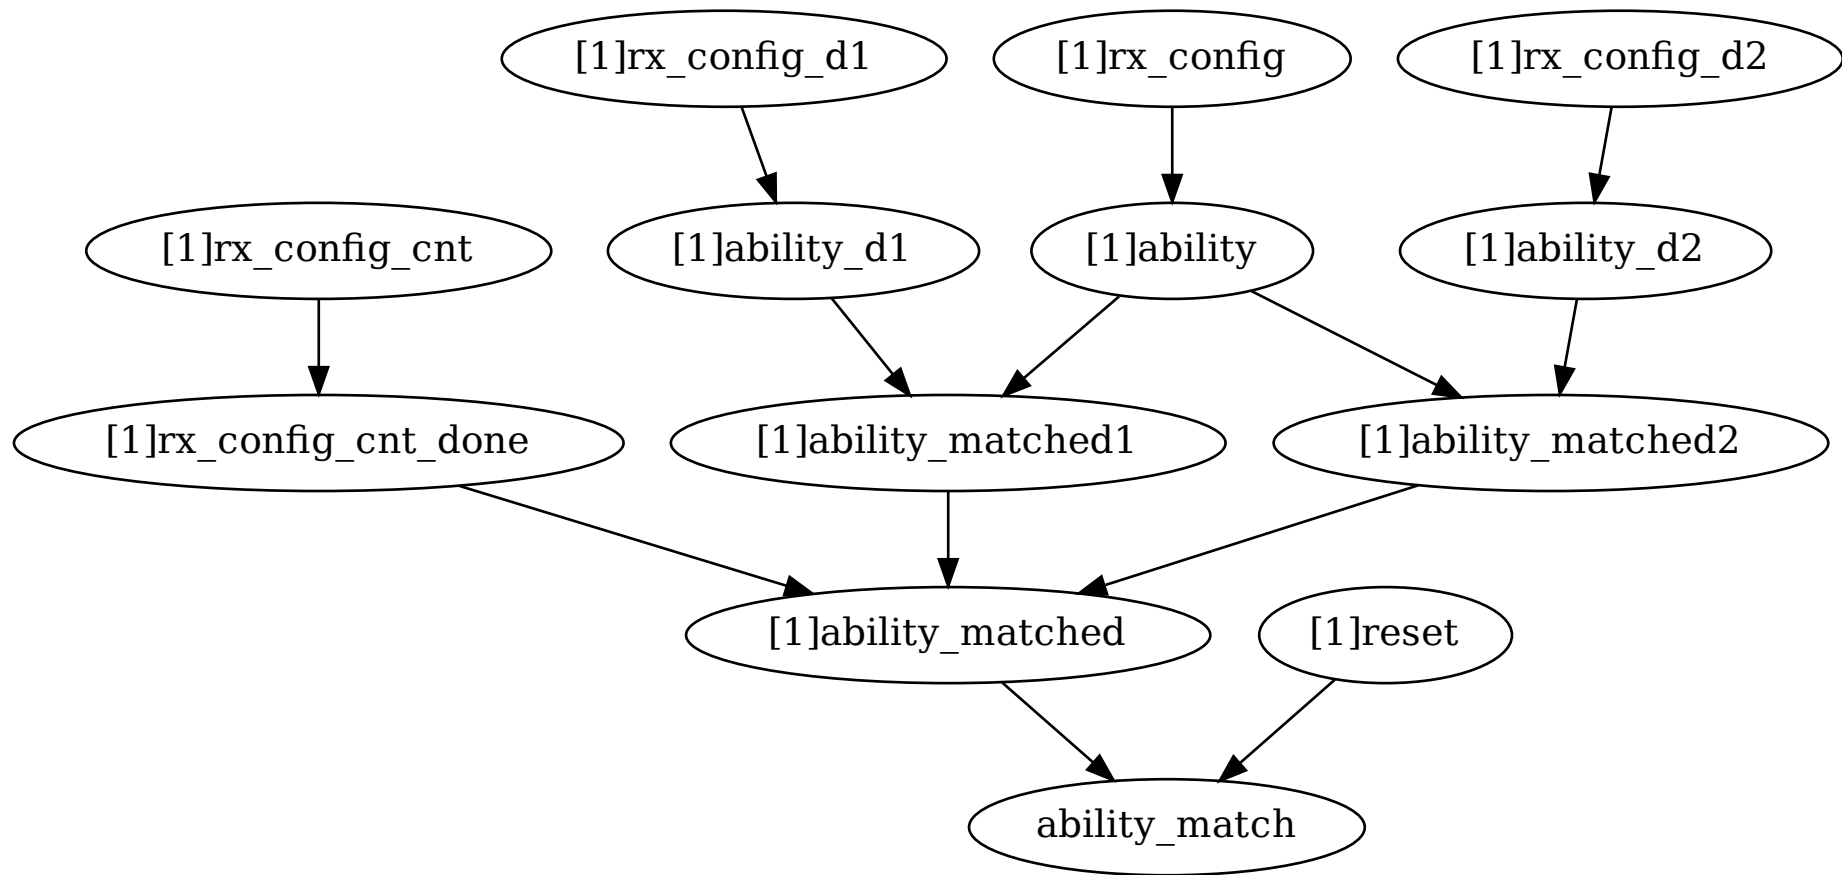 [1]rx_config_d1
[1]rx_config
[1]rx_config_d2
[1]rx_config_cnt
[1]ability_d1
[1]ability
[1]ability_d2
[1]rx_config_cnt_done
[1]ability_matched1
[1]ability_matched2
[1]ability_matched
[1]reset
ability_match